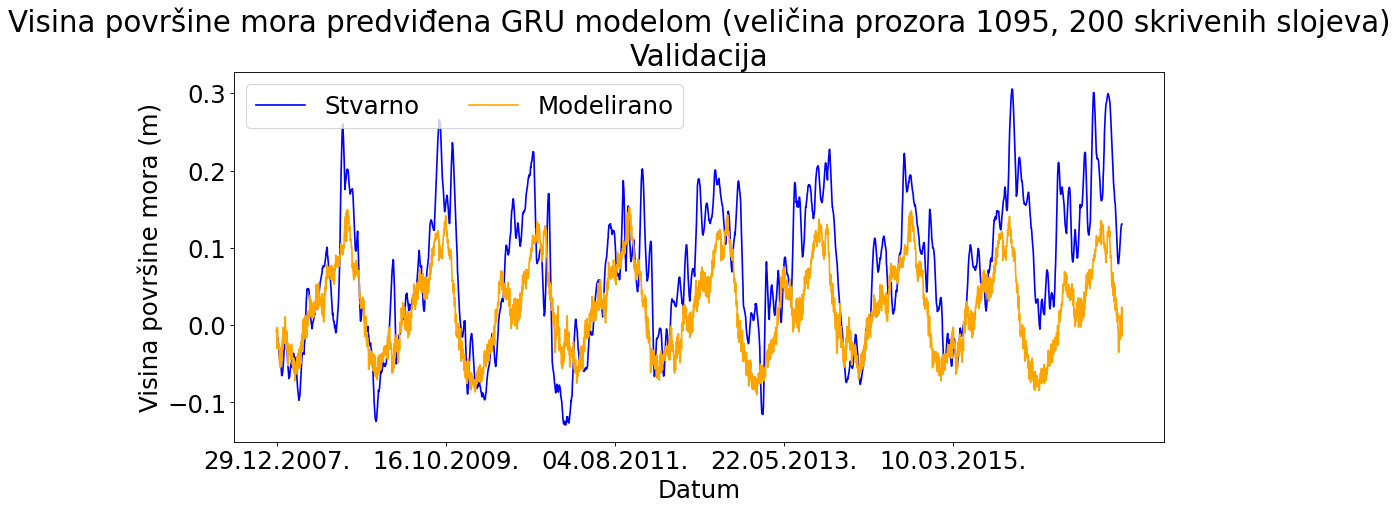 Visina površine mora predviđena GRU modelom (veličina prozora 1095, 200 skrivenih slojeva)
Validacija
Stvarno
Modelirano
Visina površine mora (m)
0.3
0.2
0.1
0.0
−0.1
29.12.2007.
16.10.2009.
04.08.2011.
22.05.2013.
10.03.2015.
Datum